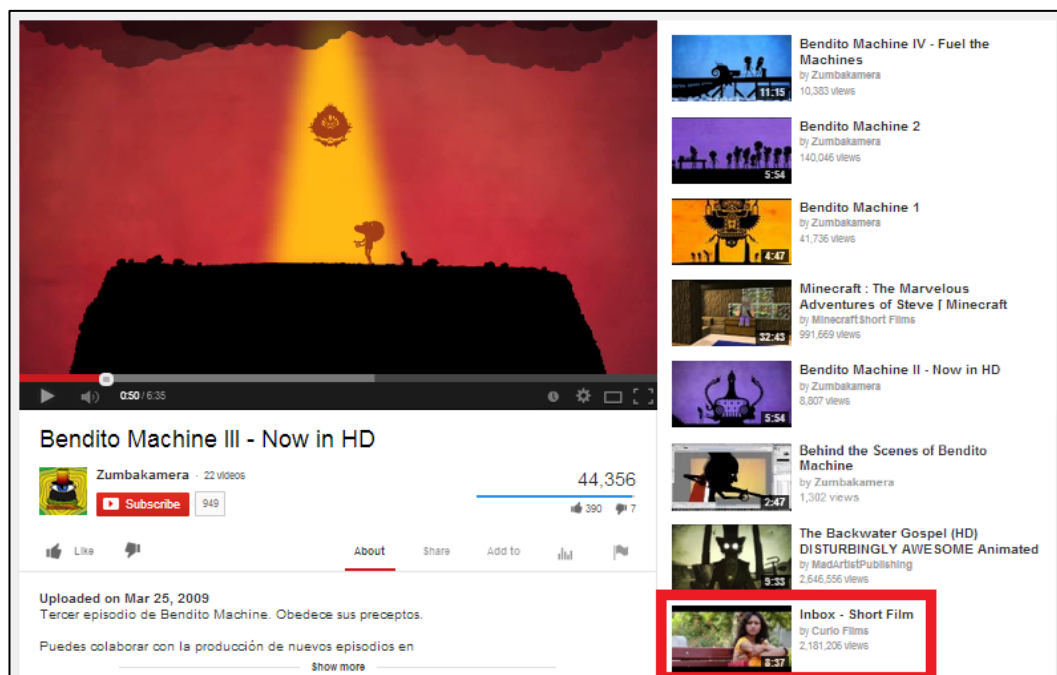 0:50 / 6:35
Bendito Machine III - Now in HD
Zumbakamera · 22 videos
Subscribe 949
44,356
390 7
Like
About Share Add to
Uploaded on Mar 25, 2009
Tercer episodio de Bendito Machine. Obedece sus preceptos.
Puedes colaborar con la producción de nuevos episodios en
Show more
Bendito Machine IV - Fuel the
Machines
by Zumbakamera
10,383 views
11:15
Bendito Machine 2
by Zumbakamera
140,046 views
5:54
Bendito Machine 1
by Zumbakamera
41,736 views
4:47
Minecraft : The Marvelous
Adventures of Steve [ Minecraft
by MinecraftShort Films
991,669 views
32:43
Bendito Machine II - Now in HD
by Zumbakamera
8,807 views
5:54
Behind the Scenes of Bendito
Machine
by Zumbakamera
1,302 views
2:47
The Backwater Gospel (HD)
DISTURBINGLY AWESOME Animated
by MadArtistPublishing
2,646,556 views
9:33
Inbox - Short Film
by Curlo Films
2,181,206 views
8:37